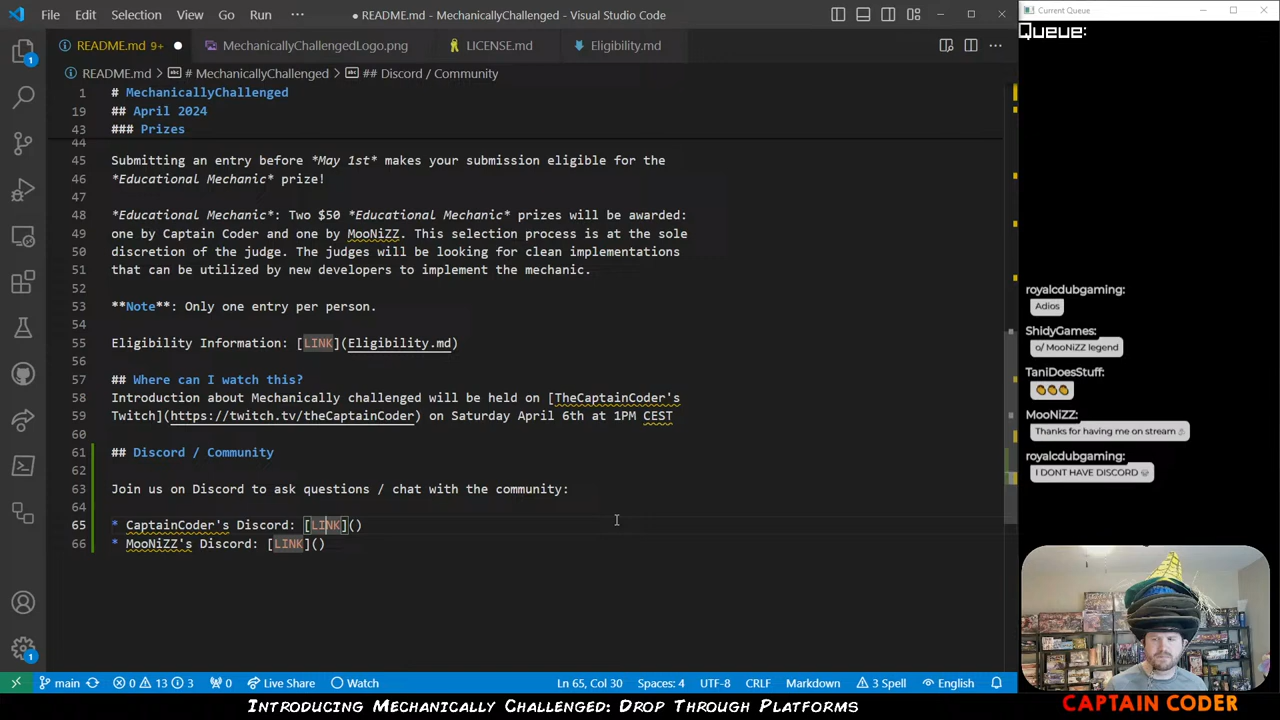 File Edit Selection View Go Run ··· ● README.md - MechanicallyChallenged - Visual Studio Code
README.md 9+ ● MechanicallyChallengedLogo.png LICENSE.md Eligibility.md
README.md > # MechanicallyChallenged > ## Discord / Community
1 # MechanicallyChallenged
19 ## April 2024
43 ### Prizes
44
45 Submitting an entry before *May 1st* makes your submission eligible for the
46 *Educational Mechanic* prize!
47
48 *Educational Mechanic*: Two $50 *Educational Mechanic* prizes will be awarded:
49 one by Captain Coder and one by MooNiZZ. This selection process is at the sole
50 discretion of the judge. The judges will be looking for clean implementations
51 that can be utilized by new developers to implement the mechanic.
52
53 **Note**: Only one entry per person.
54
55 Eligibility Information: [LINK](Eligibility.md)
56
57 ## Where can I watch this?
58 Introduction about Mechanically Challenged will be held on [TheCaptainCoder's
59 Twitch](https://twitch.tv/theCaptainCoder) on Saturday April 6th at 1PM CEST
60
61 ## Discord / Community
62
63 Join us on Discord to ask questions / chat with the community:
64
65 * CaptainCoder's Discord: [LINK]()
66 * MooNiZZ's Discord: [LINK]()
1
1
main 0 13 3 0 Live Share Watch Ln 65, Col 30 Spaces: 4 UTF-8 CRLF Markdown 3 Spell English
Current Queue
Queue:
royalcdubgaming:
Adios
ShidyGames:
o/ MooNiZZ legend
TaniDoesStuff:
MooNiZZ:
Thanks for having me on stream
royalcdubgaming:
I DONT HAVE DISCORD
Introducing Mechanically Challenged: Drop Through Platforms
CAPTAIN CODER